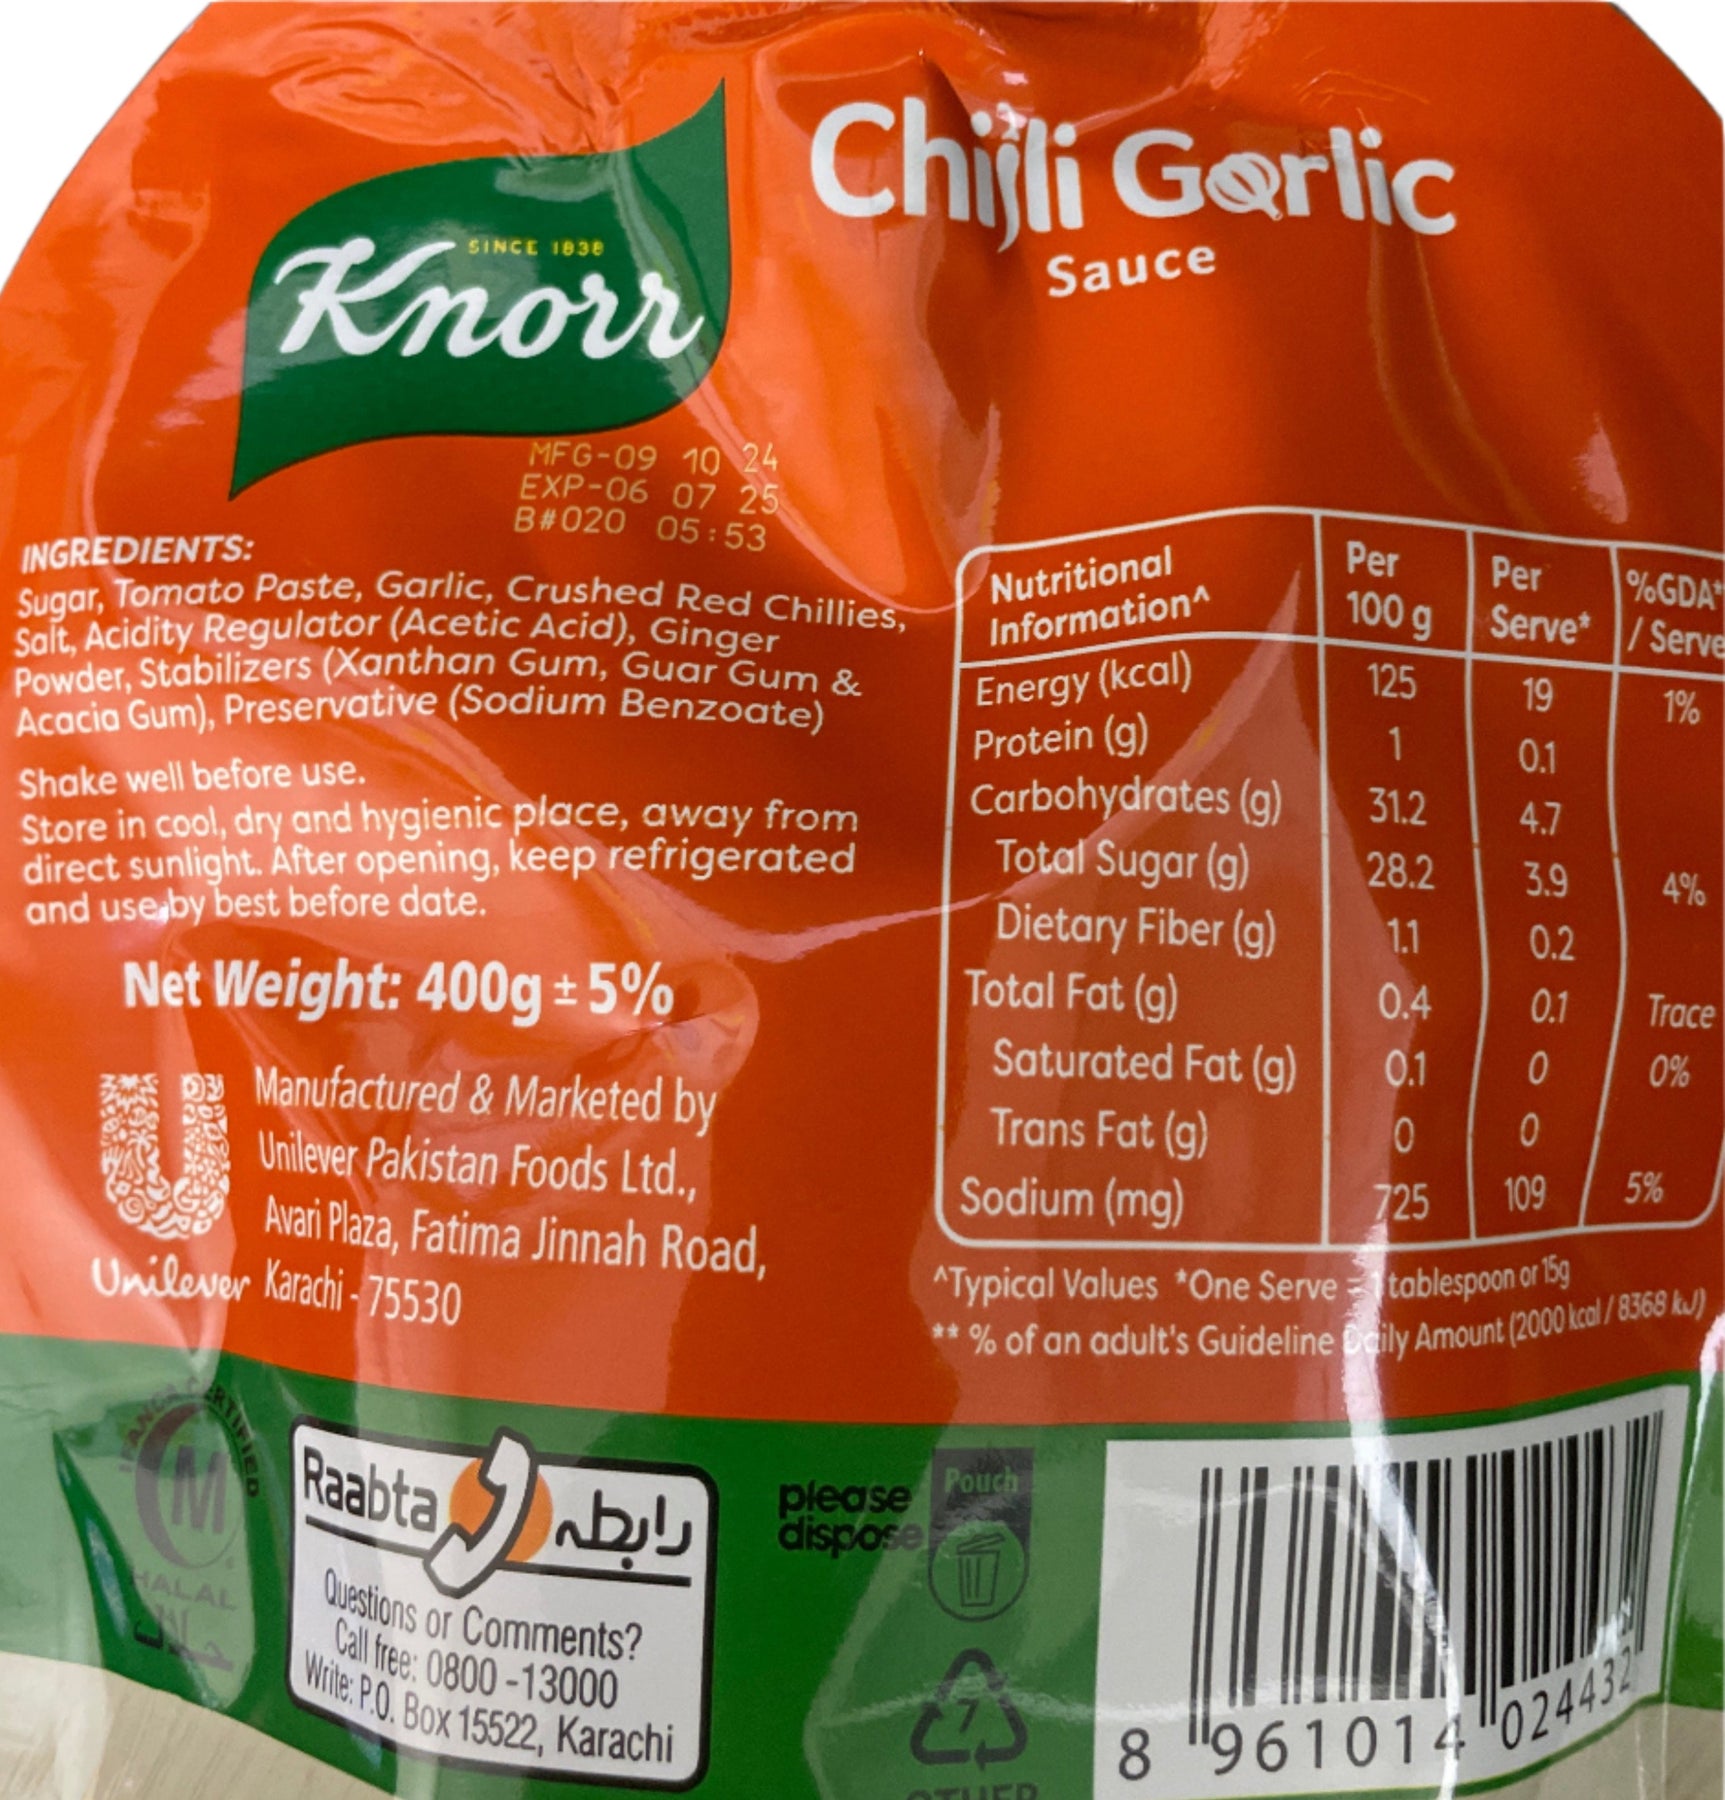 Chilli Garlic
Sauce
SINCE 1838
Knorr
MFG-09 10 24
EXP-06 07 25
B#020 05:53
INGREDIENTS:
Sugar, Tomato Paste, Garlic, Crushed Red Chillies,
Salt, Acidity Regulator (Acetic Acid), Ginger
Powder, Stabilizers (Xanthan Gum, Guar Gum &
Acacia Gum), Preservative (Sodium Benzoate)
Shake well before use.
Store in cool, dry and hygienic place, away from
direct sunlight. After opening, keep refrigerated
and use by best before date.
Net Weight: 400g ± 5%
Manufactured & Marketed by
Unilever Pakistan Foods Ltd.,
Avari Plaza, Fatima Jinnah Road,
Karachi - 75530
Unilever
Nutritional Information^ Per 100 g Per Serve* %GDA** / Serve
Energy (kcal) 125 19 1%
Protein (g) 1 0.1
Carbohydrates (g) 31.2 4.7
Total Sugar (g) 28.2 3.9 4%
Dietary Fiber (g) 1.1 0.2
Total Fat (g) 0.4 0.1 Trace
Saturated Fat (g) 0.1 0 0%
Trans Fat (g) 0 0
Sodium (mg) 725 109 5%
^Typical Values *One Serve = 1 tablespoon or 15g
** % of an adult's Guideline Daily Amount (2000 kcal / 8368 kJ)
CERTIFIED
M
HALAL
حلال
Raabta رابطہ
Questions or Comments?
Call free: 0800 -13000
Write: P.O. Box 15522, Karachi
please
dispose
Pouch
7
OTHER
8 961014 024432